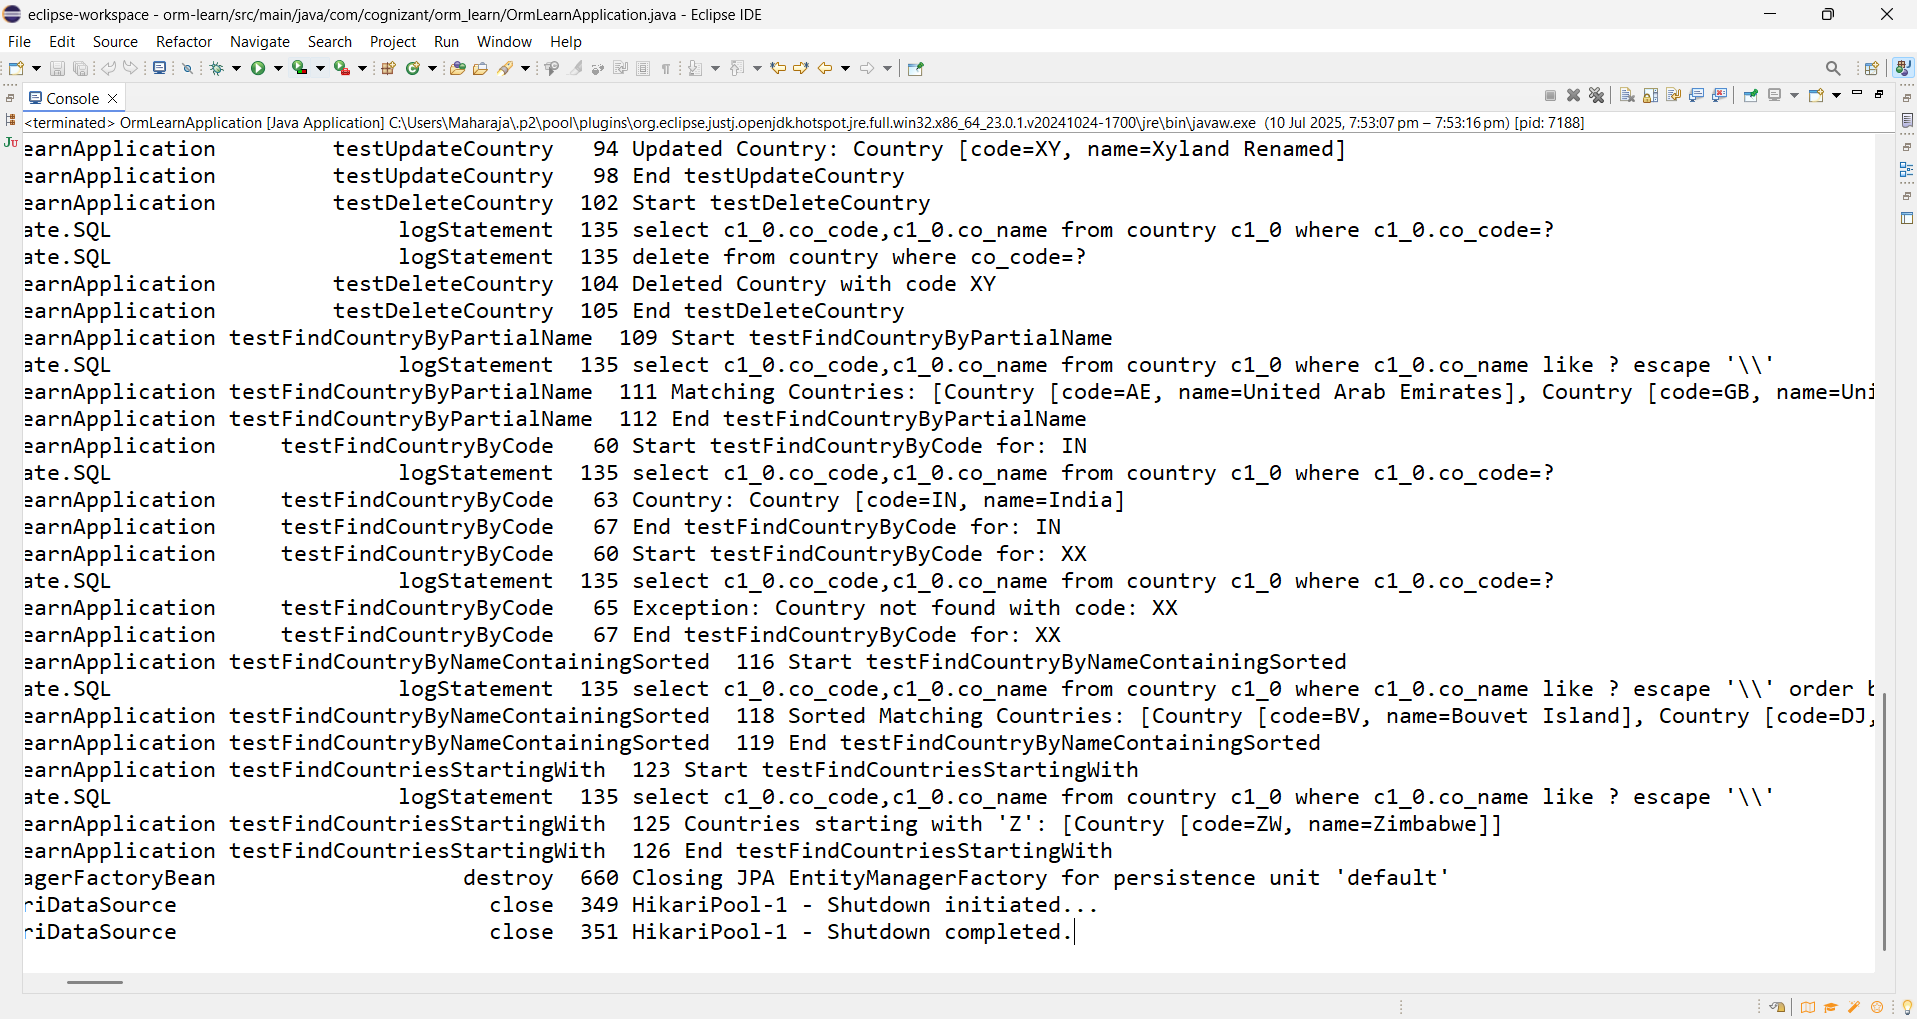 eclipse-workspace - orm-learn/src/main/java/com/cognizant/orm_learn/OrmLearnApplication.java - Eclipse IDE
File Edit Source Refactor Navigate Search Project Run Window Help
Console
<terminated> OrmLearnApplication [Java Application] C:\Users\Maharaja\.p2\pool\plugins\org.eclipse.justj.openjdk.hotspot.jre.full.win32.x86_64_23.0.1.v20241024-1700\jre\bin\javaw.exe (10 Jul 2025, 7:53:07 pm – 7:53:16 pm) [pid: 7188]
earnApplication testUpdateCountry 94 Updated Country: Country [code=XY, name=Xyland Renamed]
earnApplication testUpdateCountry 98 End testUpdateCountry
earnApplication testDeleteCountry 102 Start testDeleteCountry
ate.SQL logStatement 135 select c1_0.co_code,c1_0.co_name from country c1_0 where c1_0.co_code=?
ate.SQL logStatement 135 delete from country where co_code=?
earnApplication testDeleteCountry 104 Deleted Country with code XY
earnApplication testDeleteCountry 105 End testDeleteCountry
earnApplication testFindCountryByPartialName 109 Start testFindCountryByPartialName
ate.SQL logStatement 135 select c1_0.co_code,c1_0.co_name from country c1_0 where c1_0.co_name like ? escape '\\'
earnApplication testFindCountryByPartialName 111 Matching Countries: [Country [code=AE, name=United Arab Emirates], Country [code=GB, name=Uni
earnApplication testFindCountryByPartialName 112 End testFindCountryByPartialName
earnApplication testFindCountryByCode 60 Start testFindCountryByCode for: IN
ate.SQL logStatement 135 select c1_0.co_code,c1_0.co_name from country c1_0 where c1_0.co_code=?
earnApplication testFindCountryByCode 63 Country: Country [code=IN, name=India]
earnApplication testFindCountryByCode 67 End testFindCountryByCode for: IN
earnApplication testFindCountryByCode 60 Start testFindCountryByCode for: XX
ate.SQL logStatement 135 select c1_0.co_code,c1_0.co_name from country c1_0 where c1_0.co_code=?
earnApplication testFindCountryByCode 65 Exception: Country not found with code: XX
earnApplication testFindCountryByCode 67 End testFindCountryByCode for: XX
earnApplication testFindCountryByNameContainingSorted 116 Start testFindCountryByNameContainingSorted
ate.SQL logStatement 135 select c1_0.co_code,c1_0.co_name from country c1_0 where c1_0.co_name like ? escape '\\' order b
earnApplication testFindCountryByNameContainingSorted 118 Sorted Matching Countries: [Country [code=BV, name=Bouvet Island], Country [code=DJ,
earnApplication testFindCountryByNameContainingSorted 119 End testFindCountryByNameContainingSorted
earnApplication testFindCountriesStartingWith 123 Start testFindCountriesStartingWith
ate.SQL logStatement 135 select c1_0.co_code,c1_0.co_name from country c1_0 where c1_0.co_name like ? escape '\\'
earnApplication testFindCountriesStartingWith 125 Countries starting with 'Z': [Country [code=ZW, name=Zimbabwe]]
earnApplication testFindCountriesStartingWith 126 End testFindCountriesStartingWith
agerFactoryBean destroy 660 Closing JPA EntityManagerFactory for persistence unit 'default'
riDataSource close 349 HikariPool-1 - Shutdown initiated...
riDataSource close 351 HikariPool-1 - Shutdown completed.